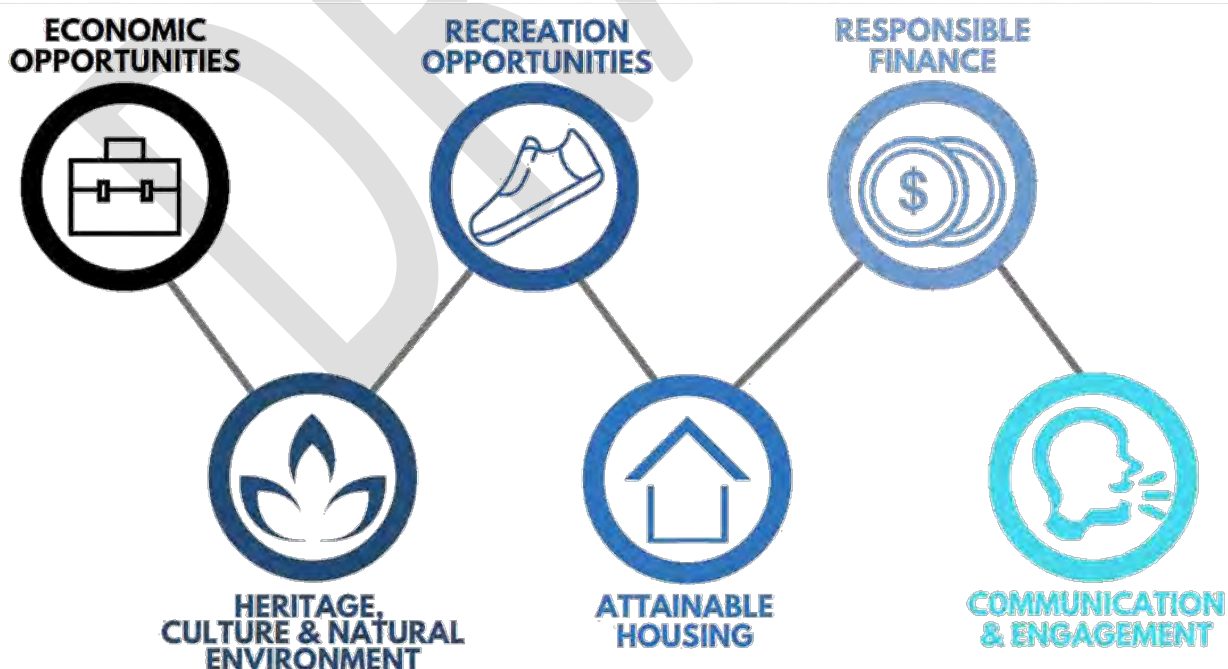 ECONOMIC
OPPORTUNITIES
RECREATION
OPPORTUNITIES
RESPONSIBLE
FINANCE
$
HERITAGE,
CULTURE & NATURAL
ENVIRONMENT
ATTAINABLE
HOUSING
COMMUNICATION
& ENGAGEMENT